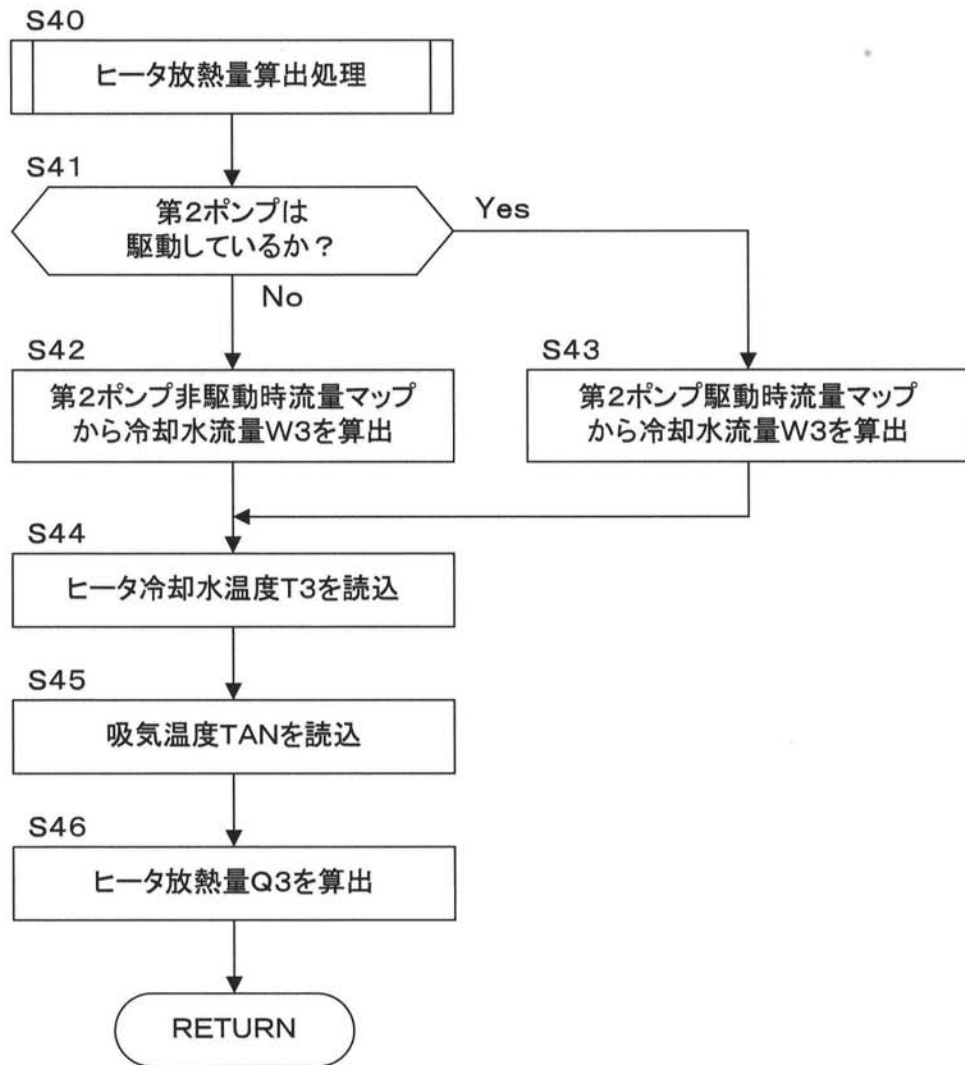 S40
ヒータ放熱量算出処理
S41
第2ポンプは
駆動しているか？
Yes
No
S42
第2ポンプ非駆動時流量マップ
から冷却水流量W3を算出
S43
第2ポンプ駆動時流量マップ
から冷却水流量W3を算出
S44
ヒータ冷却水温度T3を読込
S45
吸気温度TANを読込
S46
ヒータ放熱量Q3を算出
RETURN